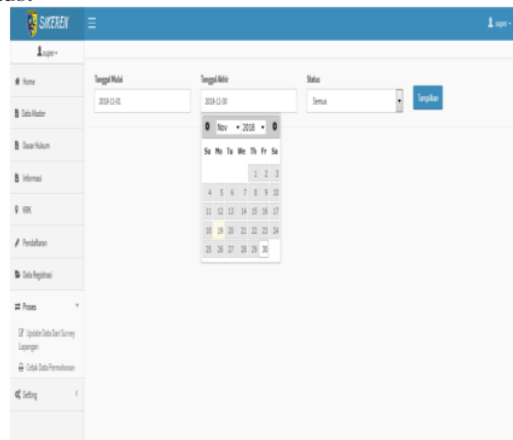 SIKEREN
super
super
Home
Data Master
Dasar Hukum
Informasi
KRK
Pendaftaran
Data Registrasi
Proses
Update Data Dari Survey
Lapangan
Cetak Data Permohonan
Setting
Tanggal Mulai Tanggal Akhir Status
2018-11-01 2018-11-30 Semua Tampilkan
Nov 2018
Su Mo Tu We Th Fr Sa
1 2 3
4 5 6 7 8 9 10
11 12 13 14 15 16 17
18 19 20 21 22 23 24
25 26 27 28 29 30